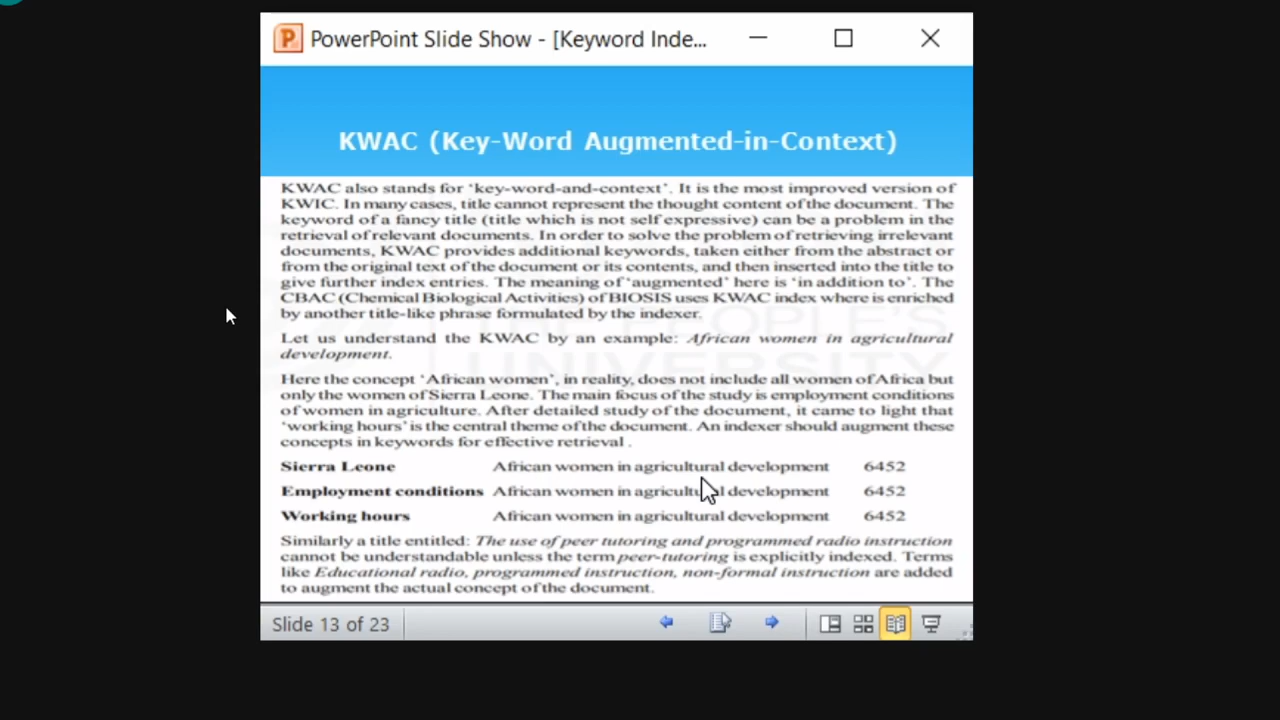 PowerPoint Slide Show - [Keyword Inde...
KWAC (Key-Word Augmented-in-Context)
KWAC also stands for ‘key-word-and-context’. It is the most improved version of
KWIC. In many cases, title cannot represent the thought content of the document. The
keyword of a fancy title (title which is not self expressive) can be a problem in the
retrieval of relevant documents. In order to solve the problem of retrieving irrelevant
documents, KWAC provides additional keywords, taken either from the abstract or
from the original text of the document or its contents, and then inserted into the title to
give further index entries. The meaning of ‘augmented’ here is ‘in addition to’. The
CBAC (Chemical Biological Activities) of BIOSIS uses KWAC index where is enriched
by another title-like phrase formulated by the indexer.
Let us understand the KWAC by an example: African women in agricultural
development.
Here the concept ‘African women’, in reality, does not include all women of Africa but
only the women of Sierra Leone. The main focus of the study is employment conditions
of women in agriculture. After detailed study of the document, it came to light that
‘working hours’ is the central theme of the document. An indexer should augment these
concepts in keywords for effective retrieval .
Sierra Leone African women in agricultural development 6452
Employment conditions African women in agricultural development 6452
Working hours African women in agricultural development 6452
Similarly a title entitled: The use of peer tutoring and programmed radio instruction
cannot be understandable unless the term peer-tutoring is explicitly indexed. Terms
like Educational radio, programmed instruction, non-formal instruction are added
to augment the actual concept of the document.
THE PEOPLE'S
UNIVERSITY
Slide 13 of 23